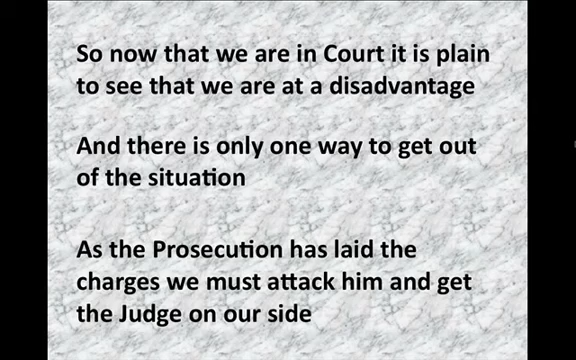 So now that we are in Court it is plain
to see that we are at a disadvantage
And there is only one way to get out
of the situation
As the Prosecution has laid the
charges we must attack him and get
the Judge on our side